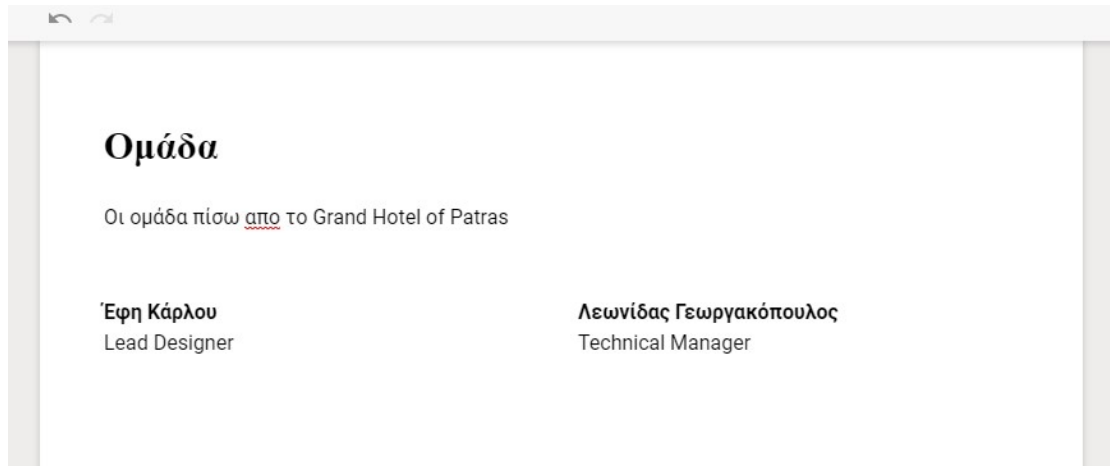 Ομάδα
Οι ομάδα πίσω απο το Grand Hotel of Patras
Έφη Κάρλου
Lead Designer
Λεωνίδας Γεωργακόπουλος
Technical Manager